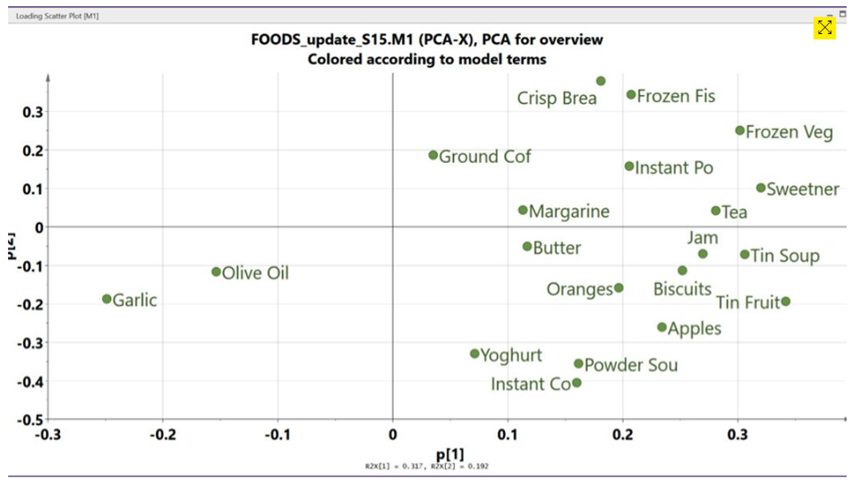 Loading Scatter Plot [M1]
FOODS_update_S15.M1 (PCA-X), PCA for overview
Colored according to model terms
Crisp Brea
Frozen Fis
0.3
Frozen Veg
0.2
Ground Cof
Instant Po
0.1
Sweetner
Margarine
Tea
0
p[2]
Jam
Butter
Tin Soup
-0.1
Olive Oil
Oranges
Biscuits
Garlic
Tin Fruit
-0.2
Apples
-0.3
Yoghurt
Powder Sou
Instant Co
-0.4
-0.5
-0.3 -0.2 -0.1 0 0.1 0.2 0.3
p[1]
R2X[1] = 0.317, R2X[2] = 0.192